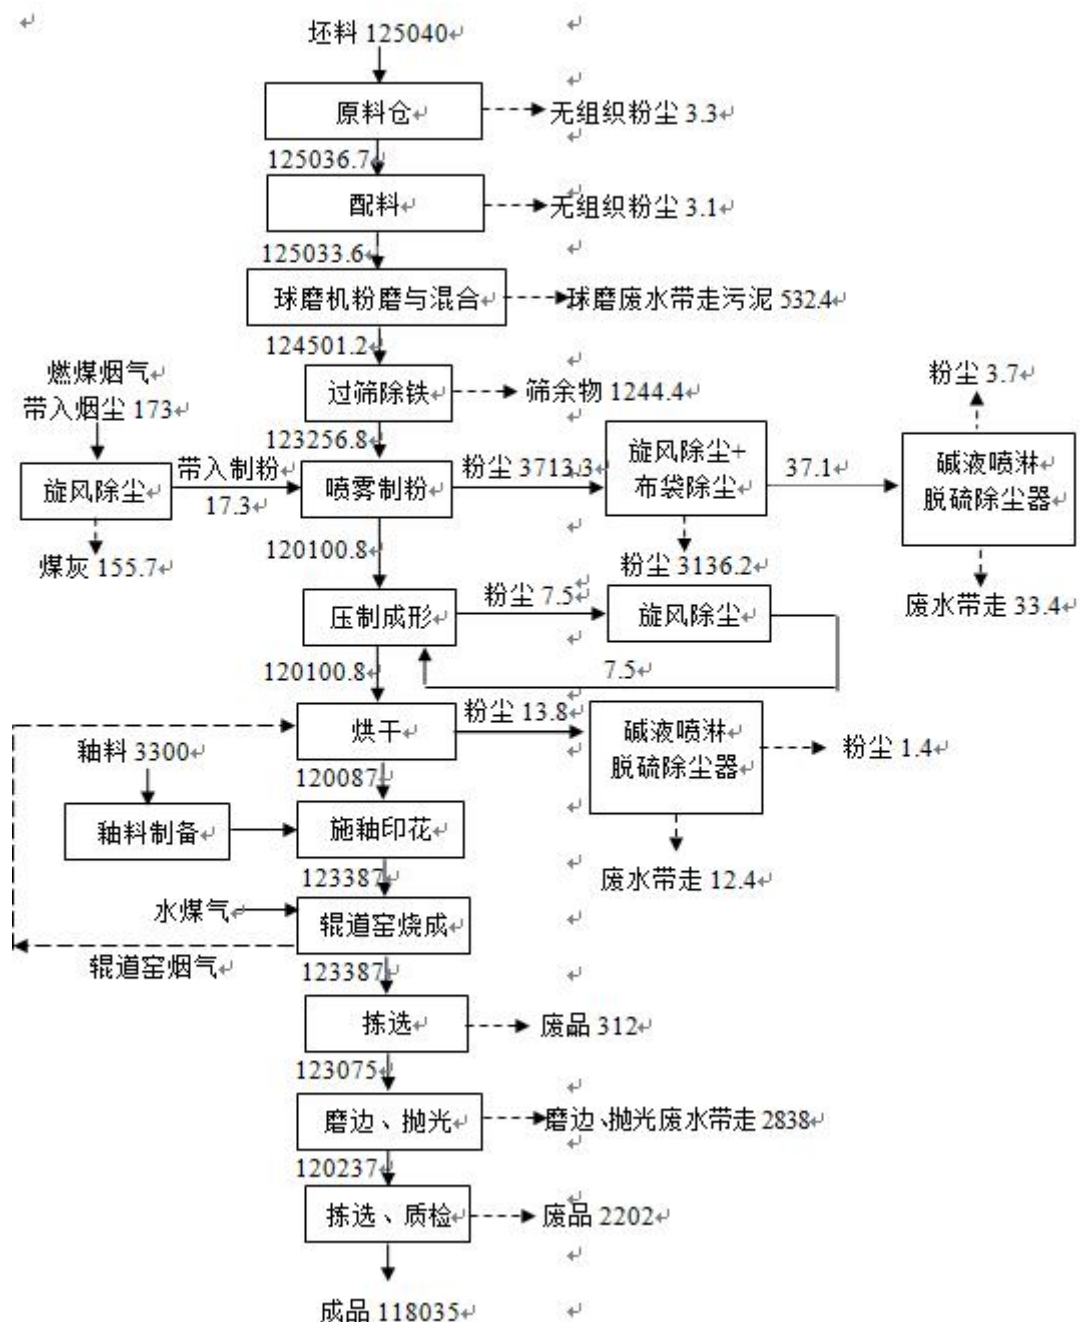 坯料 125040
原料仓
无组织粉尘 3.3
125036.7
配料
无组织粉尘 3.1
125033.6
球磨机粉磨与混合
球磨废水带走污泥 532.4
124501.2
燃煤烟气
带入烟尘 173
过筛除铁
筛余物 1244.4
粉尘 3.7
123256.8
旋风除尘
带入制粉
17.3
喷雾制粉
粉尘 3713.3
旋风除尘+
布袋除尘
37.1
碱液喷淋
脱硫除尘器
煤灰 155.7
120100.8
粉尘 3136.2
废水带走 33.4
压制成形
粉尘 7.5
旋风除尘
120100.8
7.5
烘干
粉尘 13.8
碱液喷淋
脱硫除尘器
粉尘 1.4
釉料 3300
120087
釉料制备
施釉印花
废水带走 12.4
123387
水煤气
辊道窑烧成
辊道窑烟气
123387
拣选
废品 312
123075
磨边、抛光
磨边、抛光废水带走 2838
120237
拣选、质检
废品 2202
成品 118035